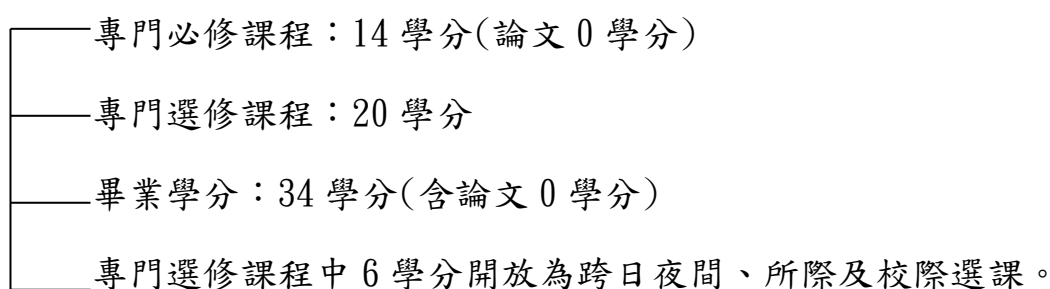 專門必修課程：14 學分(論文 0 學分)
專門選修課程：20 學分
畢業學分：34 學分(含論文 0 學分)
專門選修課程中 6 學分開放為跨日夜間、所際及校際選課。